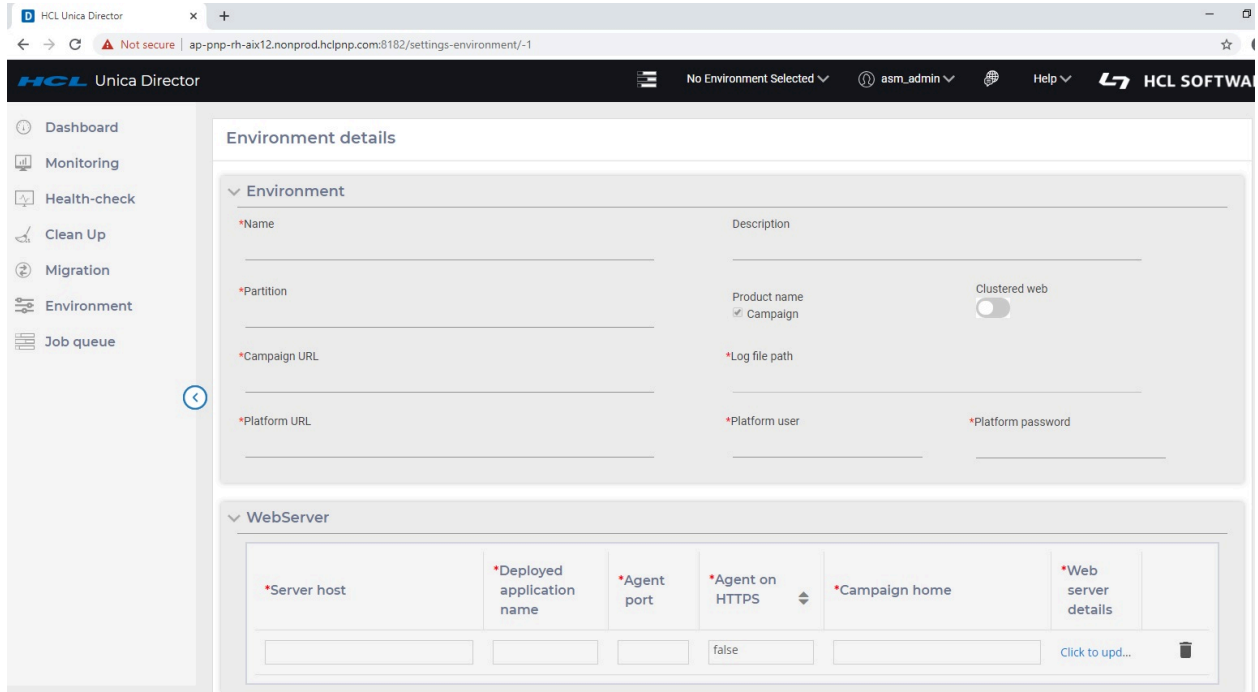 D HCL Unica Director × +
Not secure ap-pnp-rh-aix12.nonprod.hclpnp.com:8182/settings-environment/-1
HCL Unica Director No Environment Selected asm_admin Help HCL SOFTWA
Dashboard
Monitoring
Health-check
Clean Up
Migration
Environment
Job queue
Environment details
Environment
*Name Description
*Partition Product name Clustered web
Campaign
*Campaign URL *Log file path
*Platform URL *Platform user *Platform password
WebServer
*Server host *Deployed application name *Agent port *Agent on HTTPS *Campaign home *Web server details
false Click to upd...